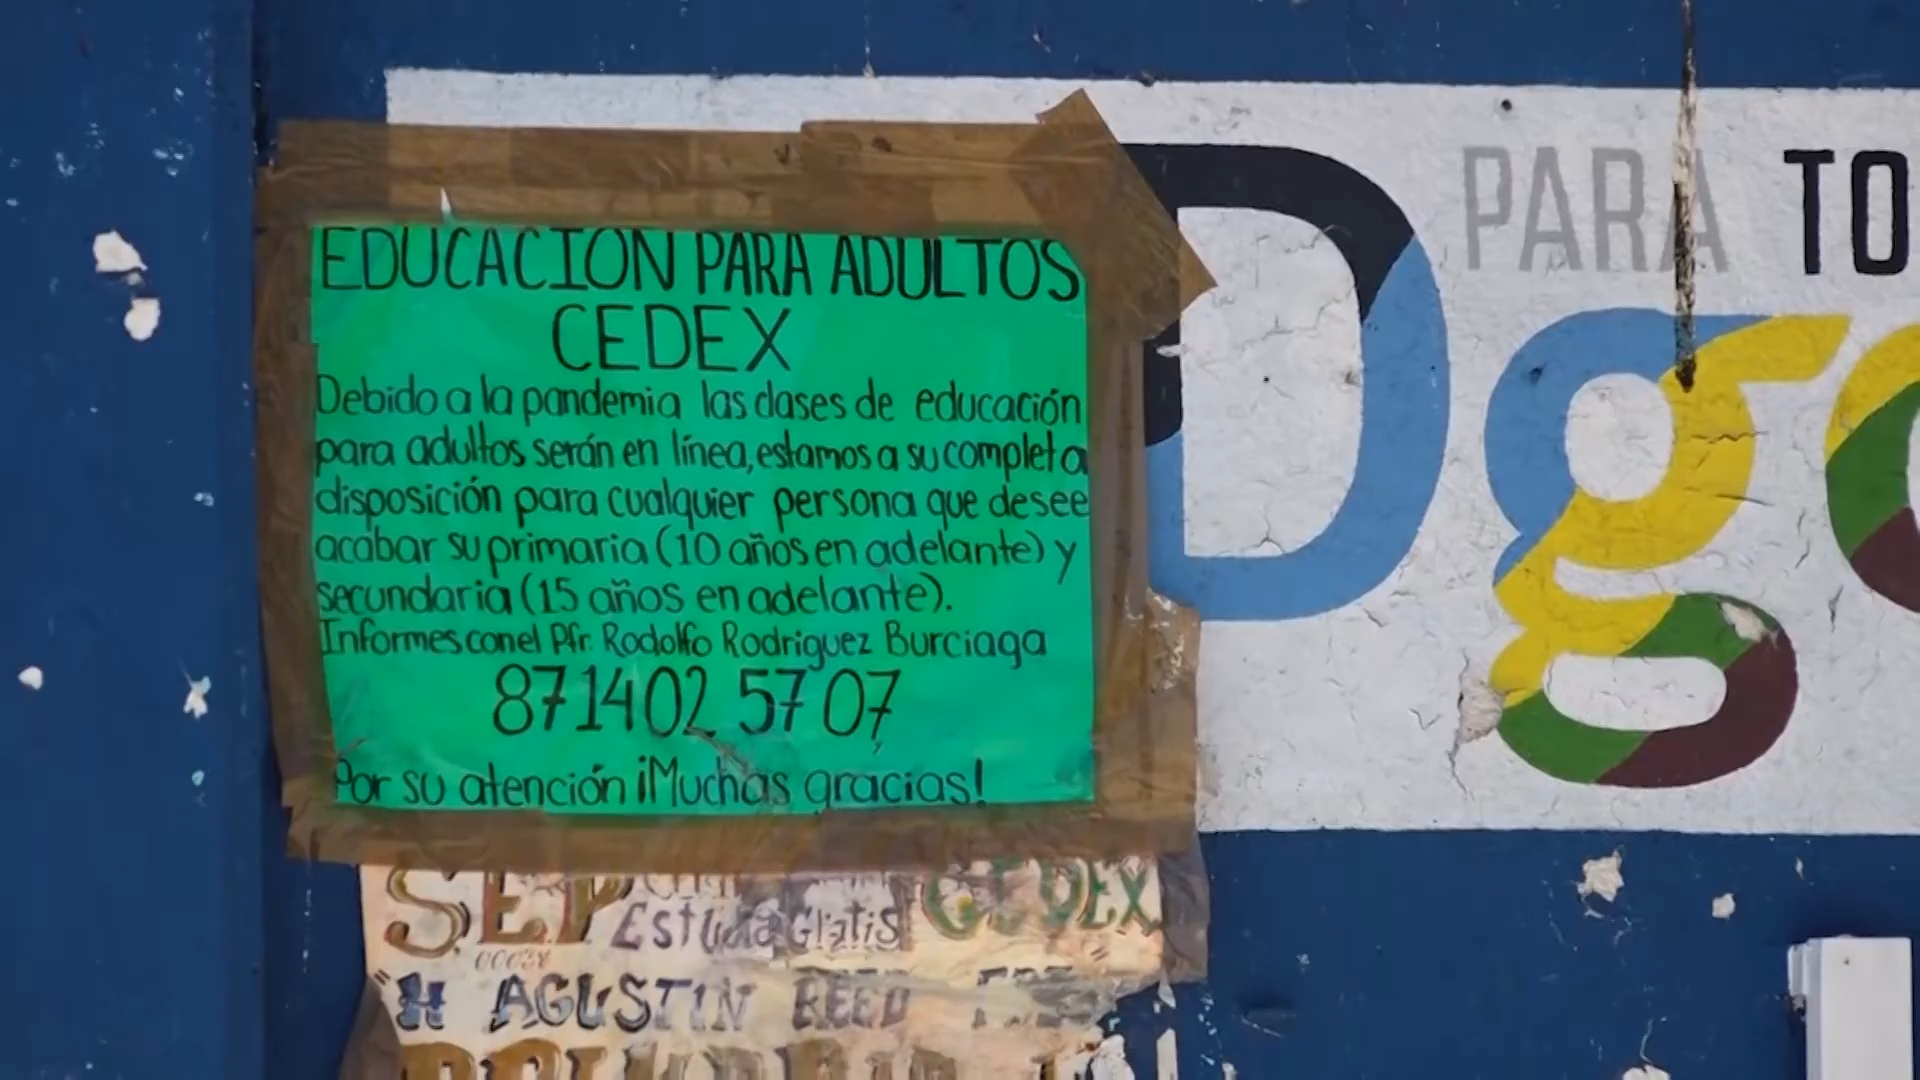 EDUCACION PARA ADULTOS
CEDEX
Debido a la pandemia las clases de educación
para adultos serán en línea, estamos a su completa
disposición para cualquier persona que desee
acabar su primaria (10 años en adelante) y
secundaria (15 años en adelante).
Informes con el Pfr. Rodolfo Rodriguez Burciaga
871402 57 07
Por su atención ¡Muchas gracias!
PARA TO
Dg
SEP Estudia Gratis CEDEX
AGUSTIN